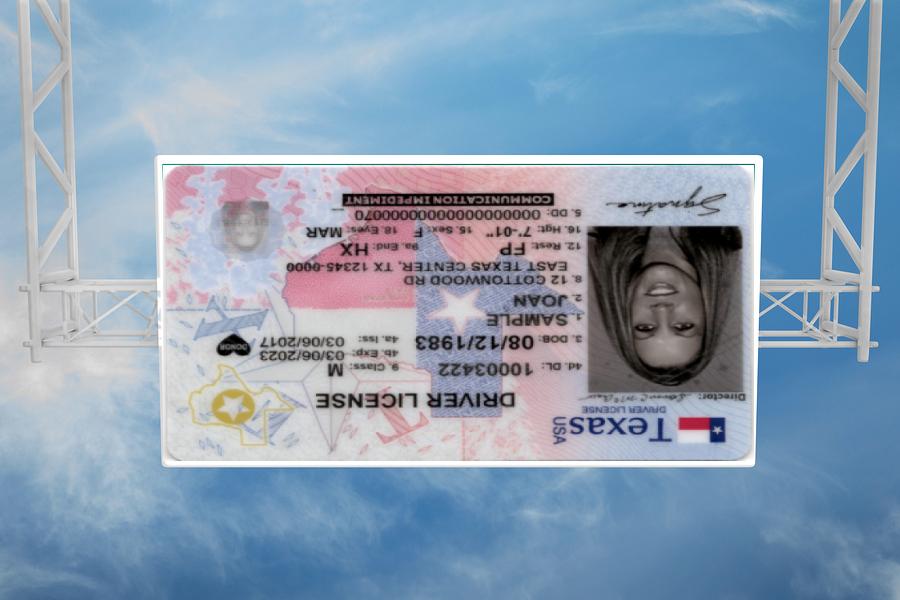 Texas
USA
DRIVER LICENSE
DRIVER LICENSE
Director:
4d. DL: 10003422 9. Class: M
3. DOB: 08/12/1983 4b. Exp: 03/06/2023
4a. Iss: 03/06/2017
DONOR
1. SAMPLE
2. JOAN
8. 12 COTTONWOOD RD
EAST TEXAS CENTER, TX 12345-0000
12. Rest: FP 9a. End: HX
16. Hgt: 7'-01" 15. Sex: F 18. Eyes: MAR
5. DD: 00000000000000000070
COMMUNICATION IMPEDIMENT
Signature